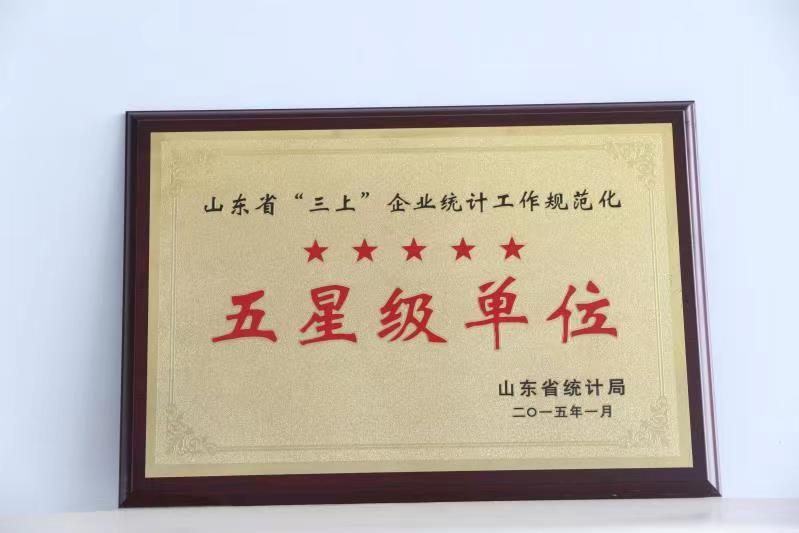 山东省“三上”企业统计工作规范化
★★★★★
五星级单位
山东省统计局
二〇一五年一月